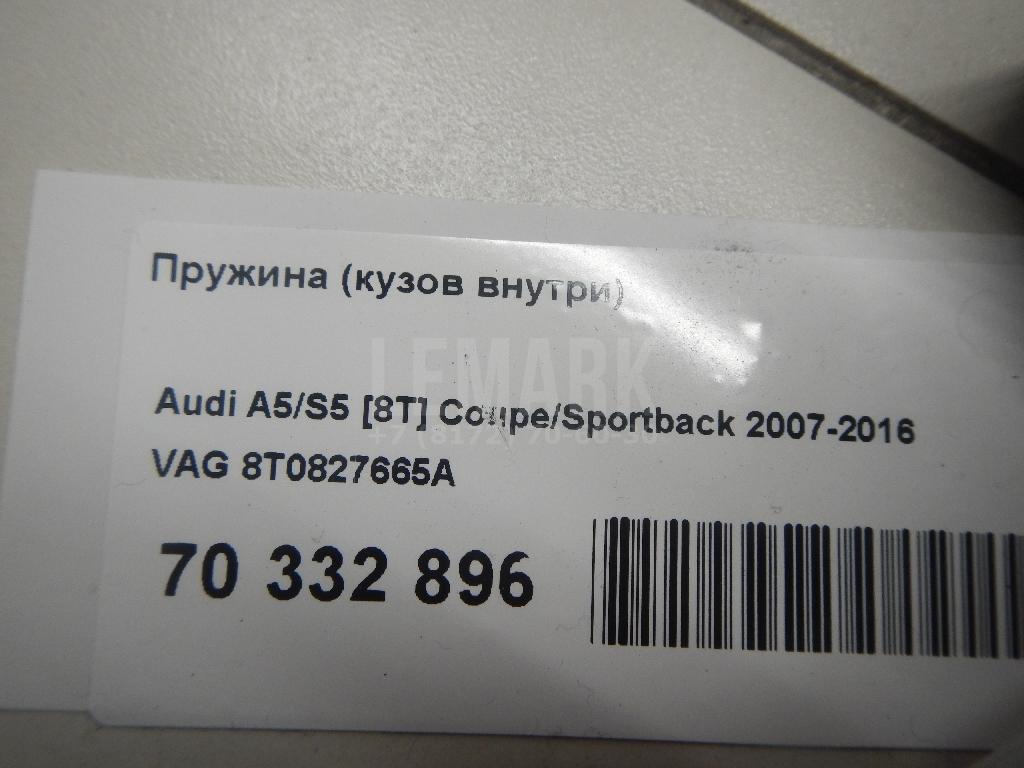 Пружина (кузов внутри)
LEMARK
Audi A5/S5 [8T] Coupe/Sportback 2007-2016
VAG 8T0827665A
70 332 896